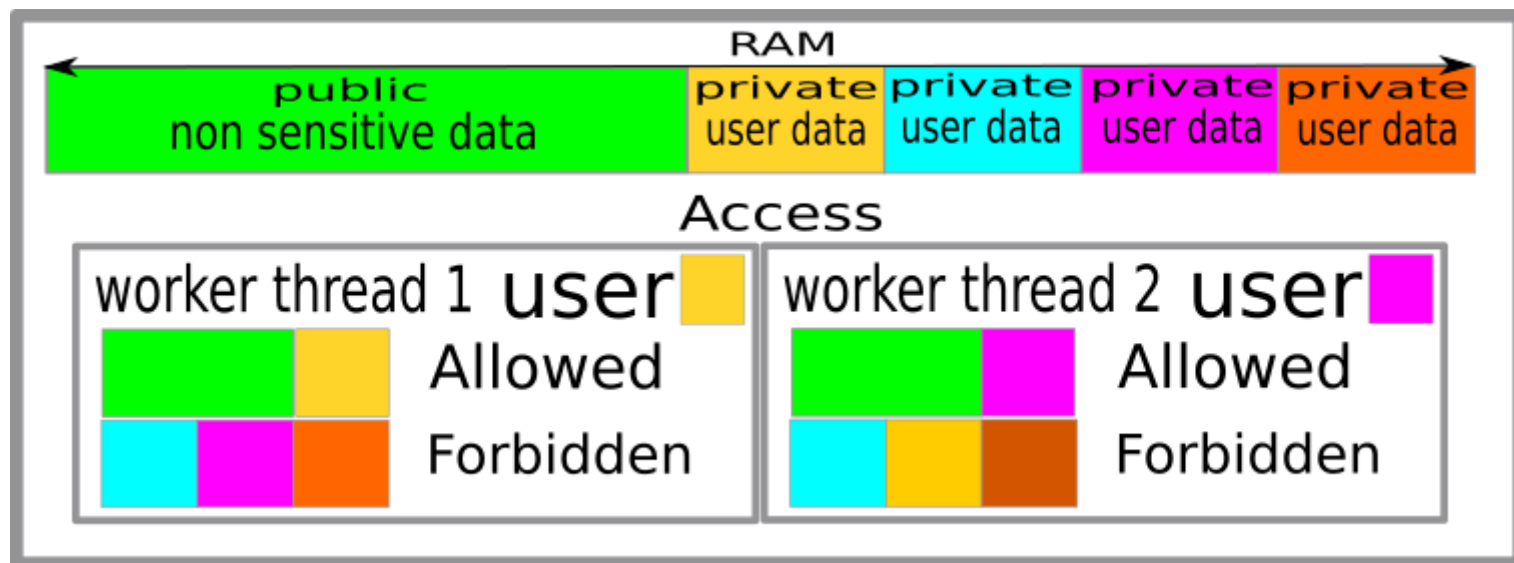 RAM
public
non sensitive data
private
user data
private
user data
private
user data
private
user data
Access
worker thread 1 user
Allowed
Forbidden
worker thread 2 user
Allowed
Forbidden